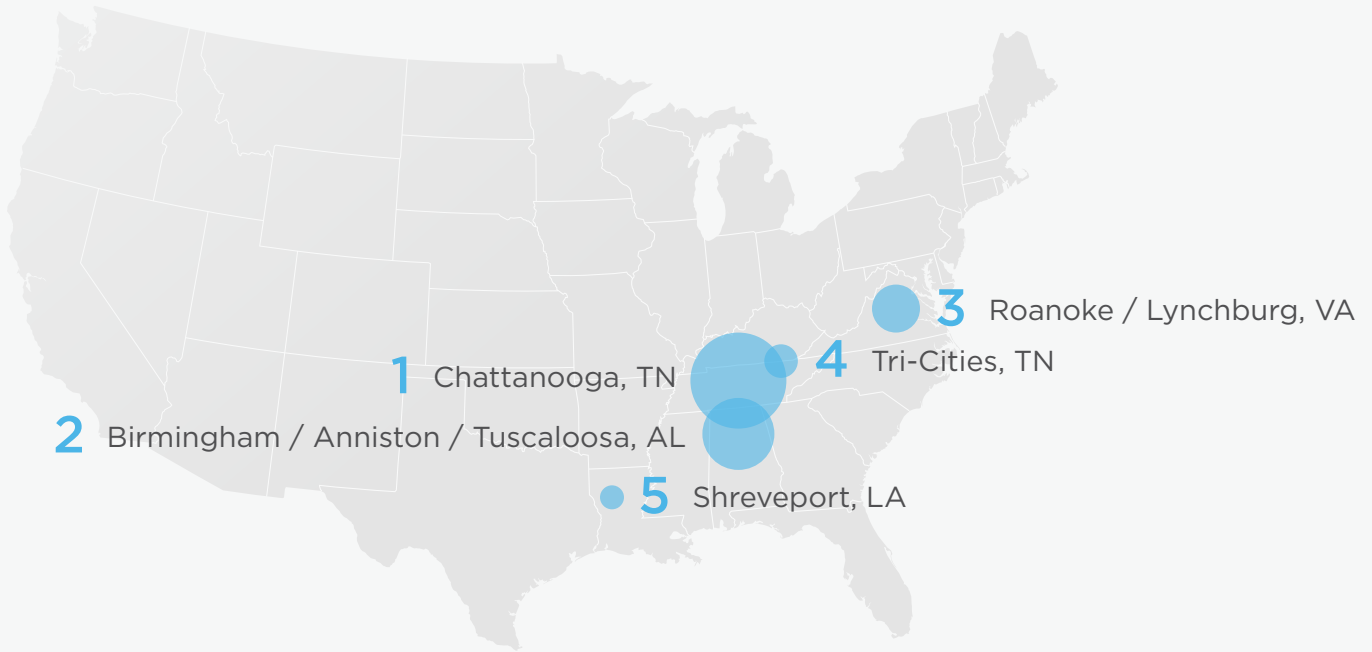 3 Roanoke / Lynchburg, VA
4 Tri-Cities, TN
1 Chattanooga, TN
2 Birmingham / Anniston / Tuscaloosa, AL
5 Shreveport, LA